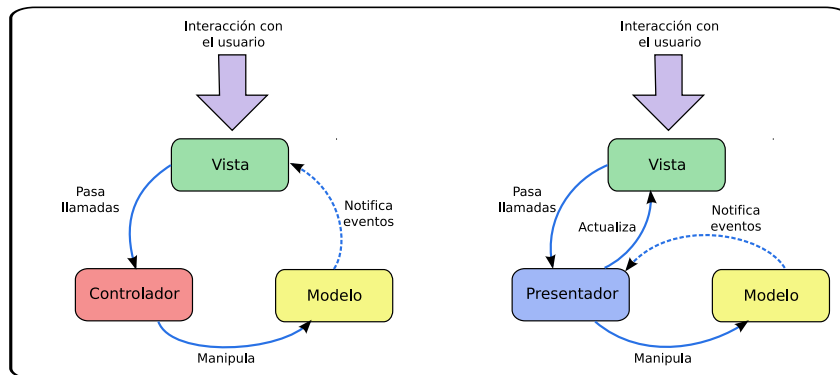 Interacción con
el usuario
Vista
Pasa
llamadas
Notifica
eventos
Controlador
Modelo
Manipula
Interacción con
el usuario
Vista
Pasa
llamadas
Actualiza
Notifica
eventos
Presentador
Modelo
Manipula